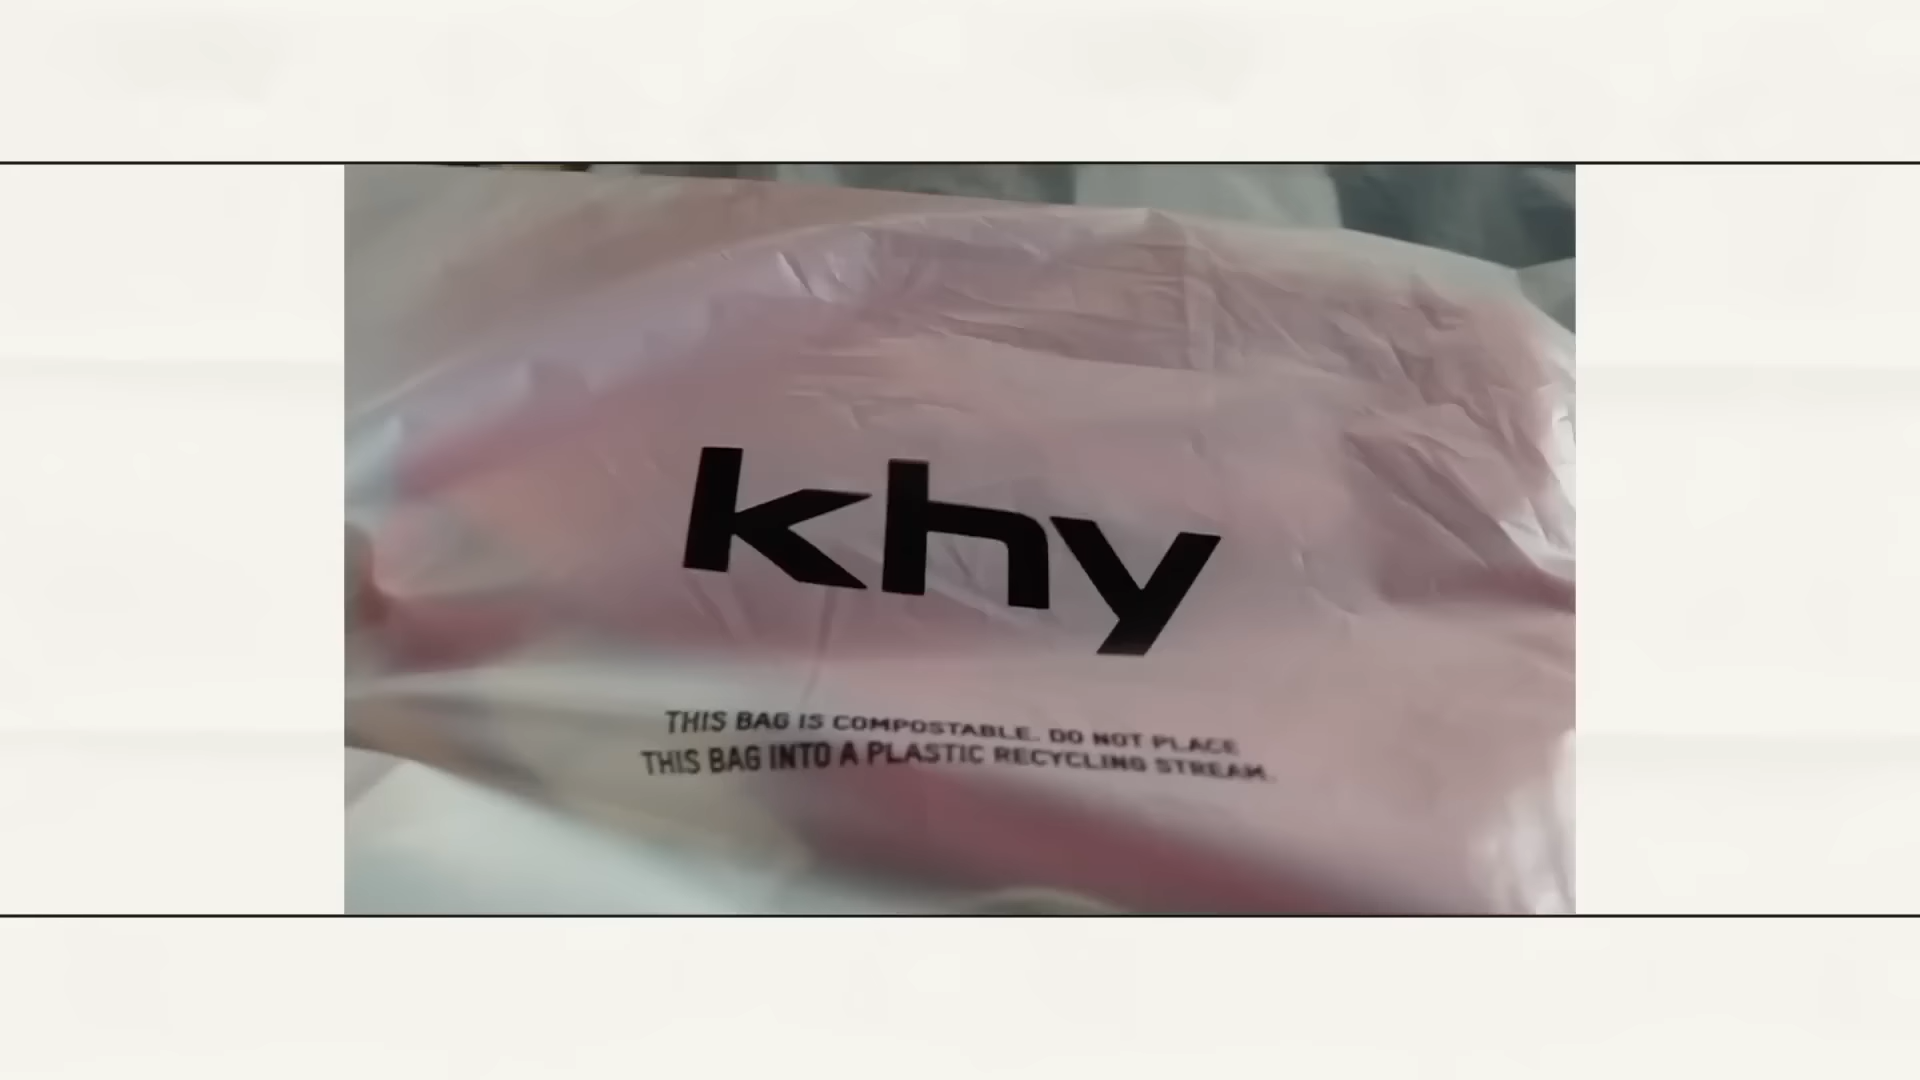 khy
THIS BAG IS COMPOSTABLE. DO NOT PLACE
THIS BAG INTO A PLASTIC RECYCLING STREAM.